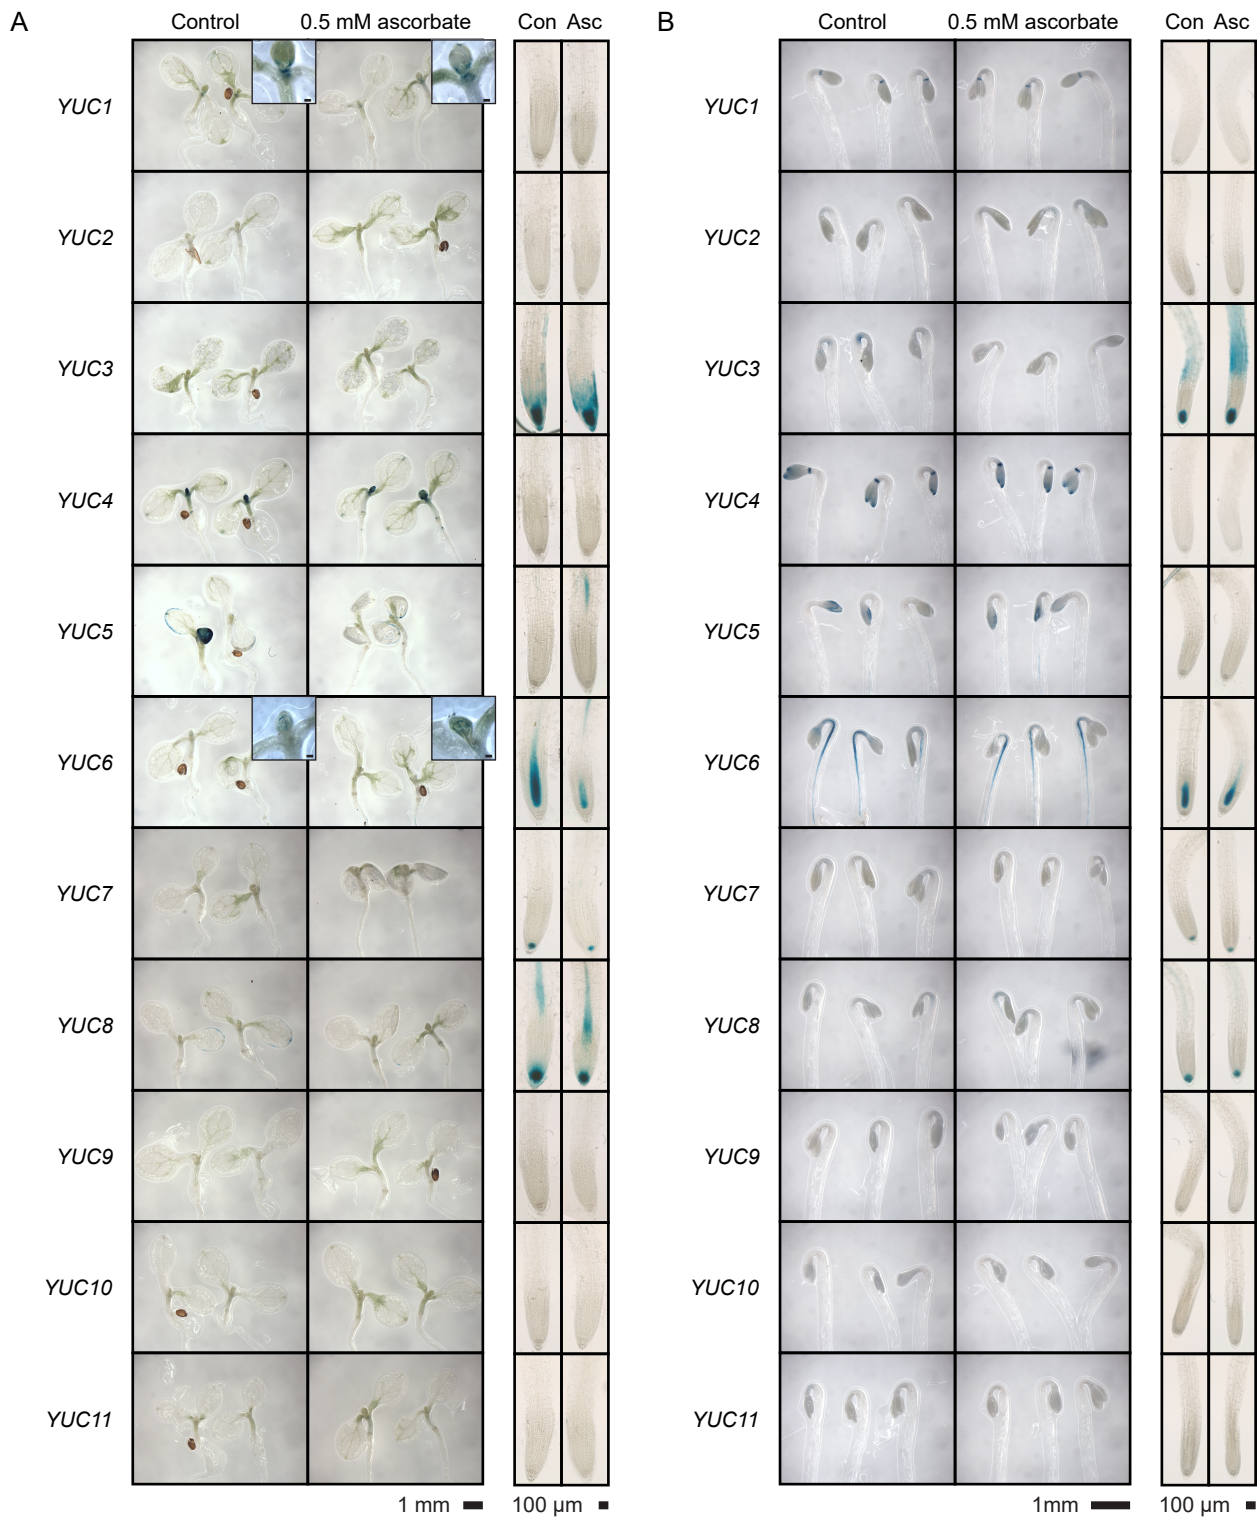 A
Control 0.5 mM ascorbate Con Asc
YUC1
YUC2
YUC3
YUC4
YUC5
YUC6
YUC7
YUC8
YUC9
YUC10
YUC11
1 mm 100 µm
B
Control 0.5 mM ascorbate Con Asc
YUC1
YUC2
YUC3
YUC4
YUC5
YUC6
YUC7
YUC8
YUC9
YUC10
YUC11
1mm 100 µm